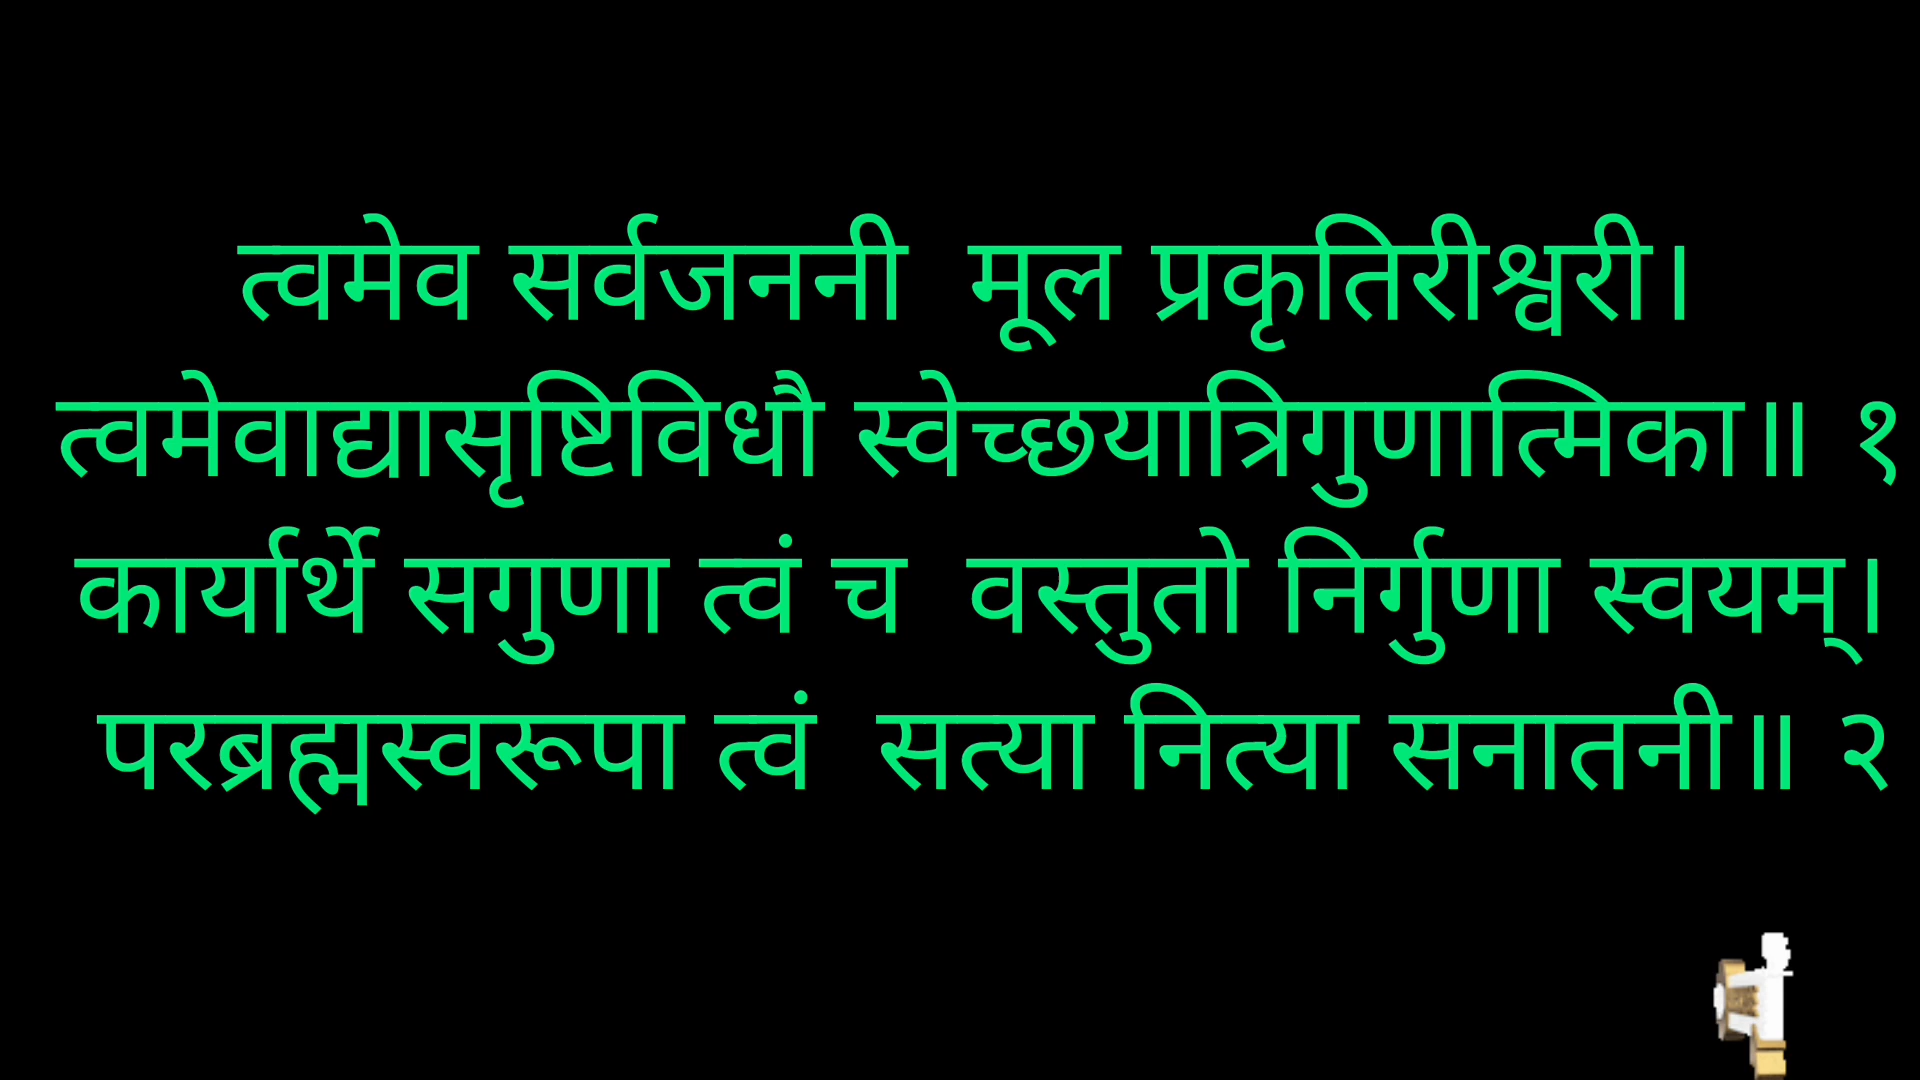 त्वमेव सर्वजननी  मूल प्रकृतिरीश्वरी।
त्वमेवाद्यासृष्टिविधौ स्वेच्छयात्रिगुणात्मिका॥ १
कार्यार्थे सगुणा त्वं च  वस्तुतो निर्गुणा स्वयम्।
परब्रह्मस्वरूपा त्वं  सत्या नित्या सनातनी॥ २